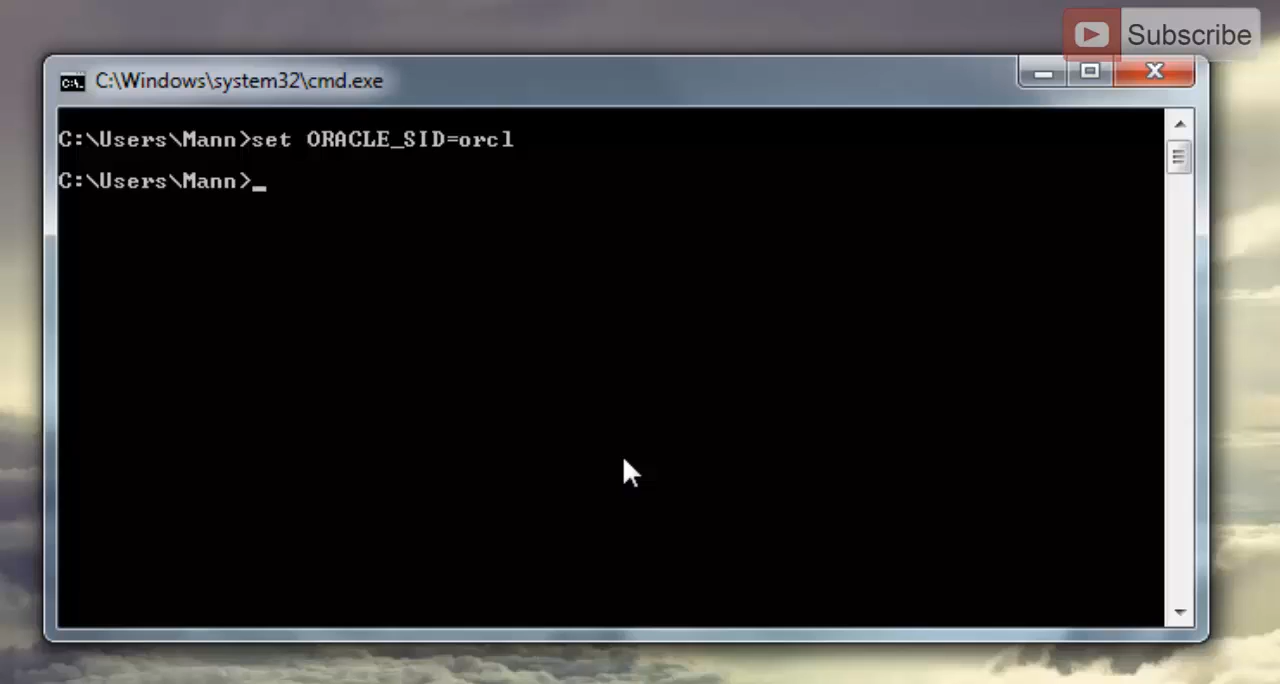 Subscribe
C:\Windows\system32\cmd.exe
C:\Users\Mann>set ORACLE_SID=orcl
C:\Users\Mann>_